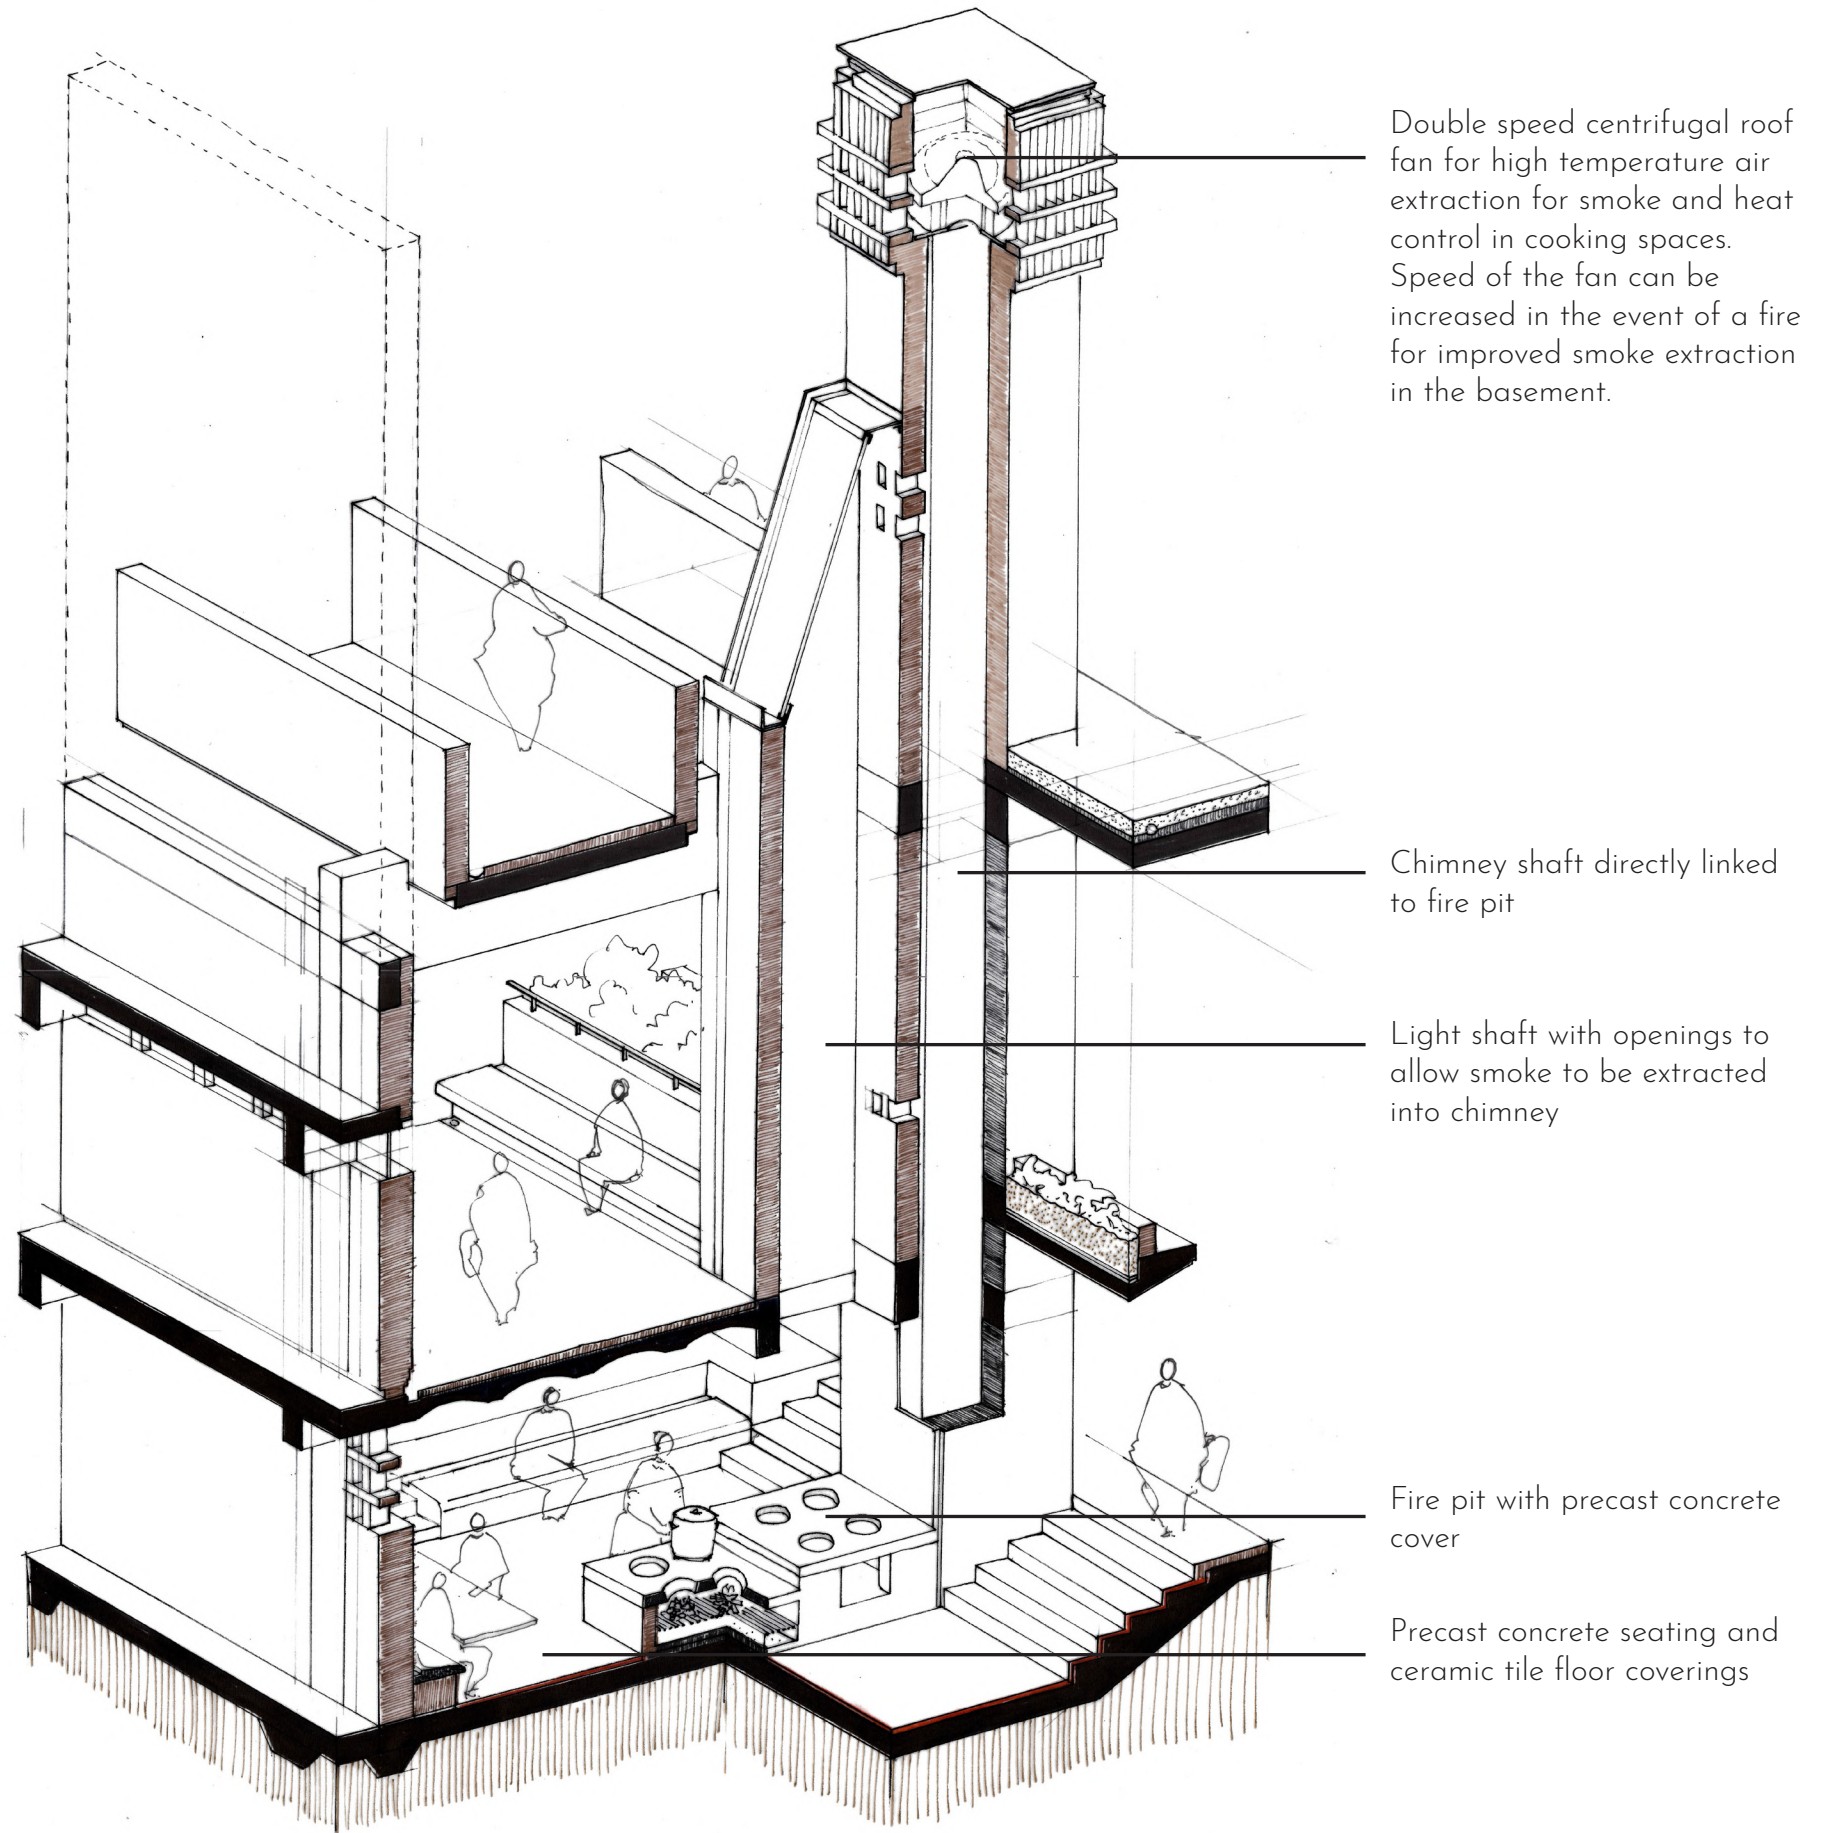 Double speed centrifugal roof
fan for high temperature air
extraction for smoke and heat
control in cooking spaces.
Speed of the fan can be
increased in the event of a fire
for improved smoke extraction
in the basement.
Chimney shaft directly linked
to fire pit
Light shaft with openings to
allow smoke to be extracted
into chimney
Fire pit with precast concrete
cover
Precast concrete seating and
ceramic tile floor coverings